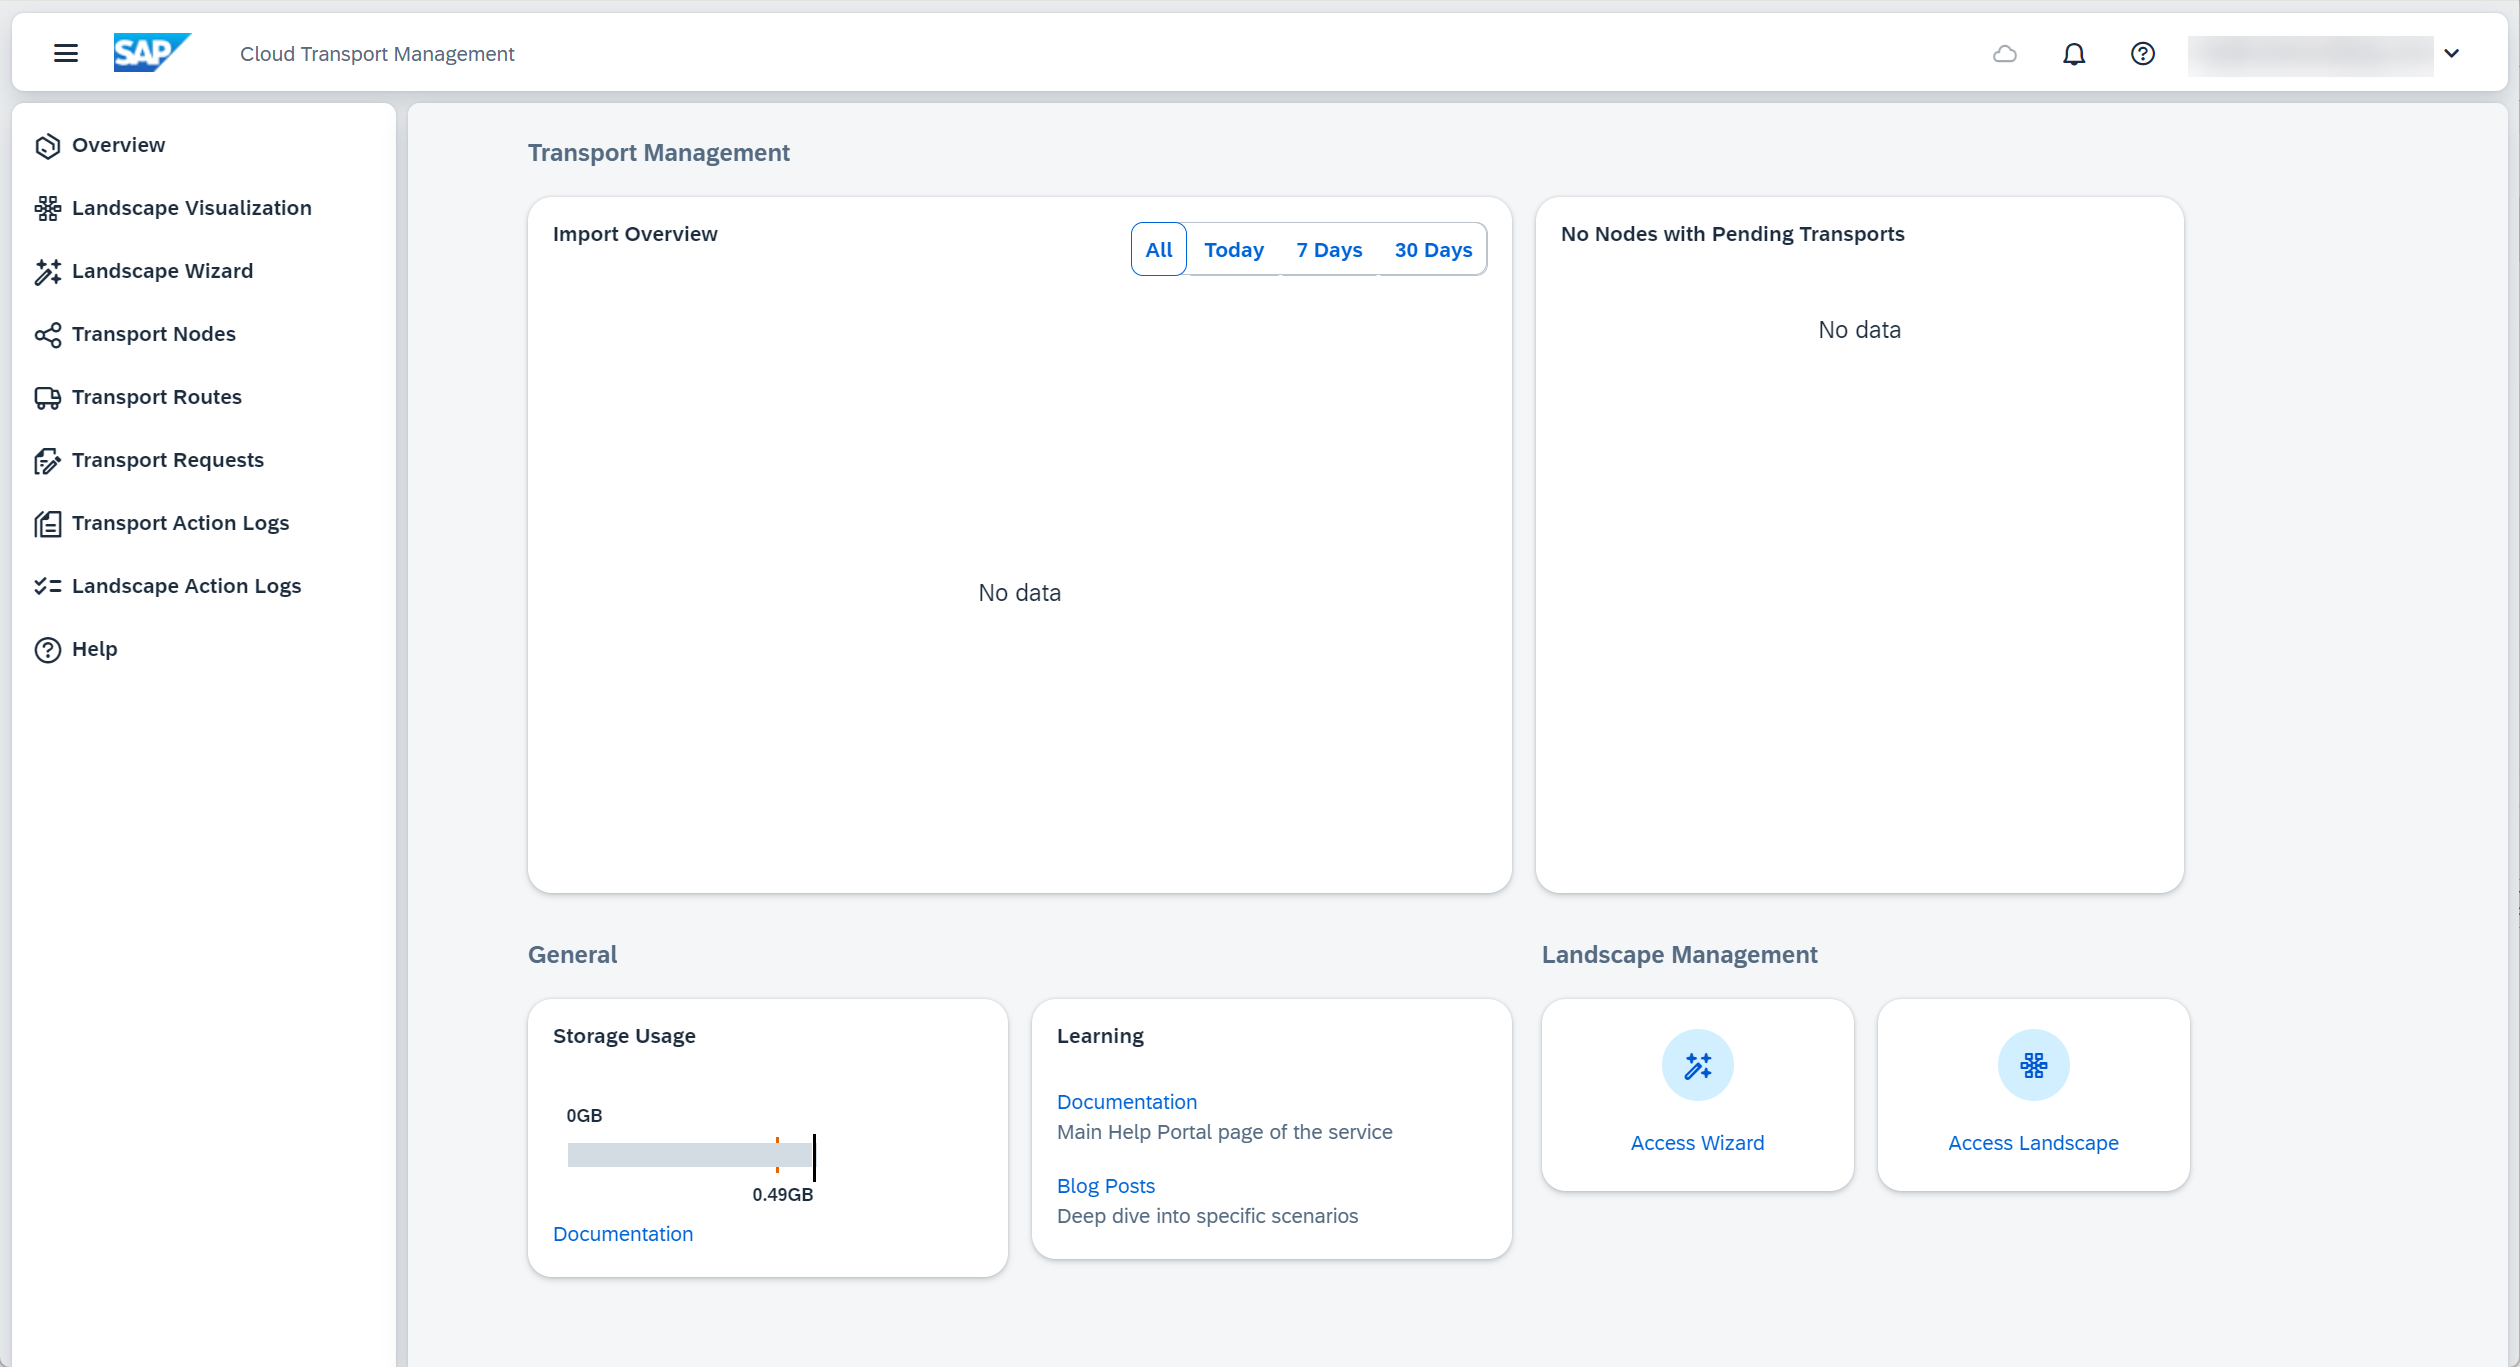 SAP
Cloud Transport Management
Overview
Landscape Visualization
Landscape Wizard
Transport Nodes
Transport Routes
Transport Requests
Transport Action Logs
Landscape Action Logs
Help
Transport Management
Import Overview
All Today 7 Days 30 Days
No data
No Nodes with Pending Transports
No data
General
Storage Usage
0GB
0.49GB
Documentation
Learning
Documentation
Main Help Portal page of the service
Blog Posts
Deep dive into specific scenarios
Landscape Management
Access Wizard
Access Landscape